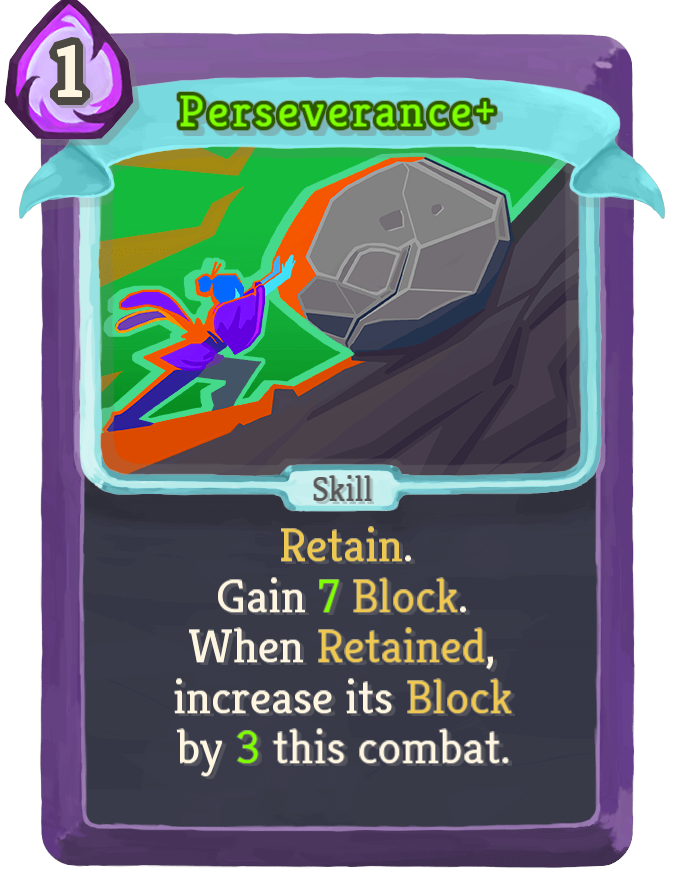 1
Perseverance+
Skill
Retain.
Gain 7 Block.
When Retained,
increase its Block
by 3 this combat.